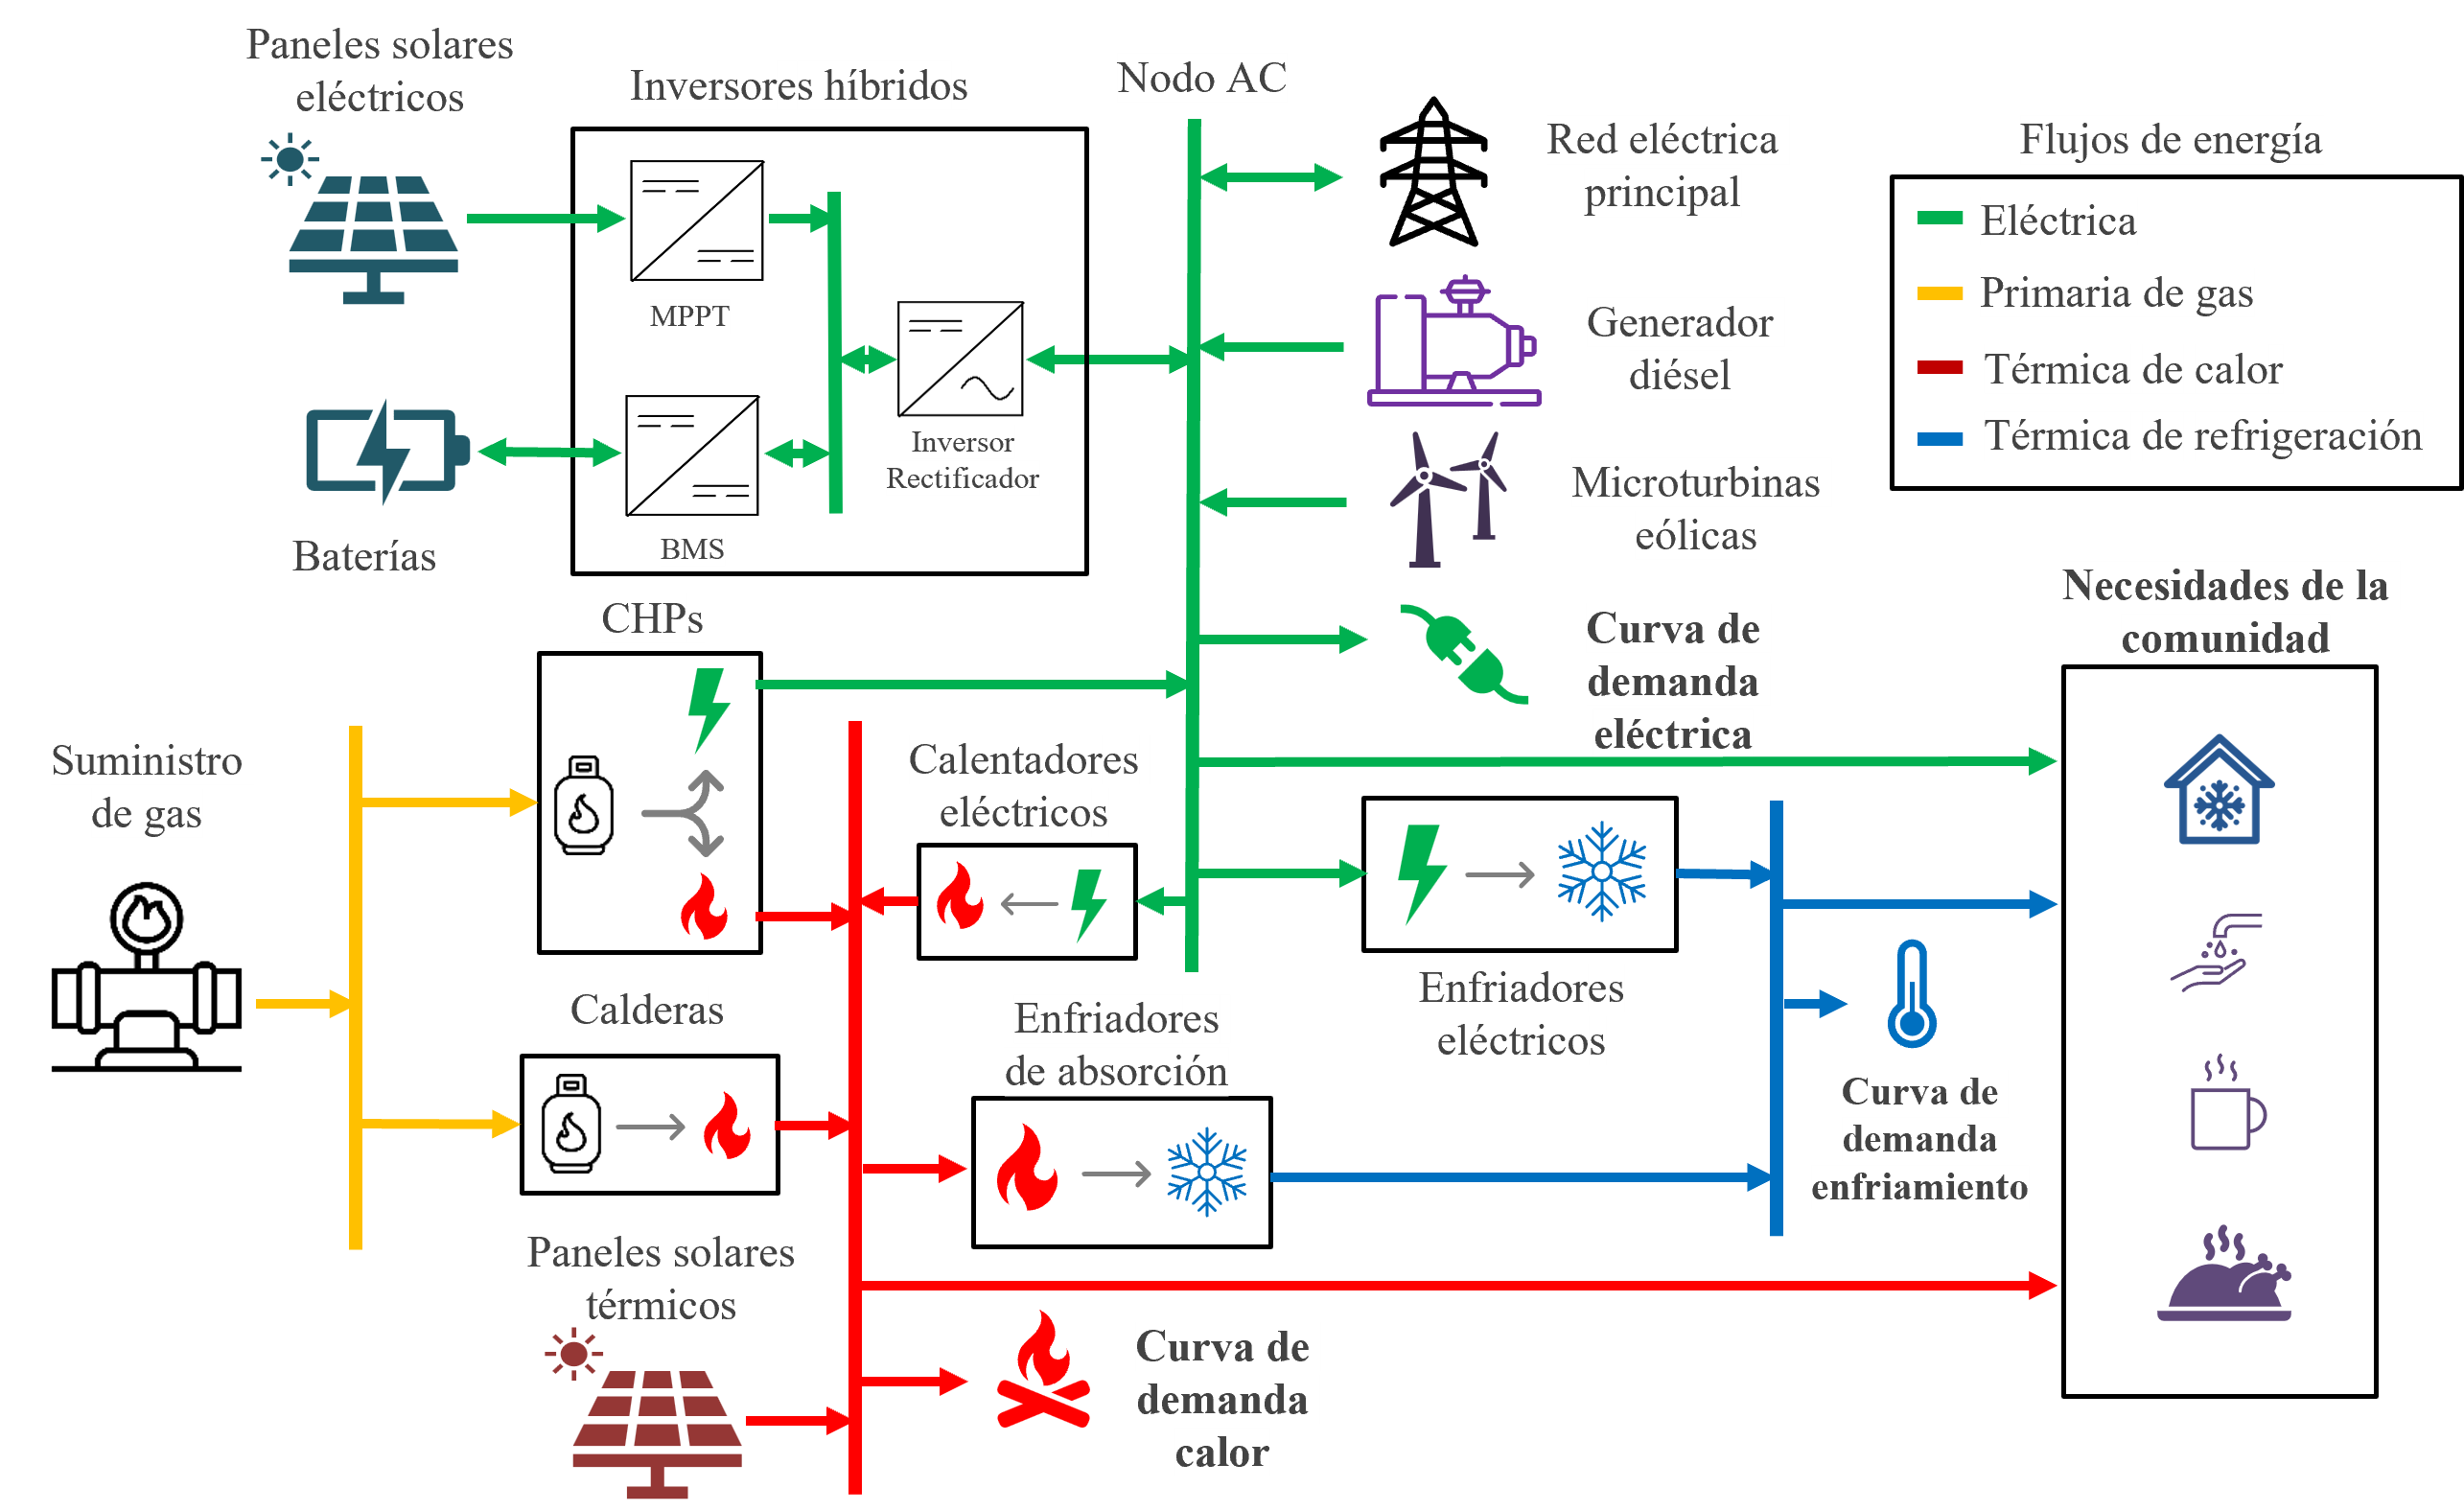 Paneles solares
eléctricos
Inversores híbridos
Nodo AC
Red eléctrica
principal
Flujos de energía
Eléctrica
Primaria de gas
Térmica de calor
Térmica de refrigeración
MPPT
Generador
diésel
Inversor
Rectificador
Baterías
BMS
Microturbinas
eólicas
CHPs
Curva de
demanda
eléctrica
Necesidades de la
comunidad
Suministro
de gas
Calentadores
eléctricos
Calderas
Enfriadores
de absorción
Enfriadores
eléctricos
Curva de
demanda
enfriamiento
Paneles solares
térmicos
Curva de
demanda
calor